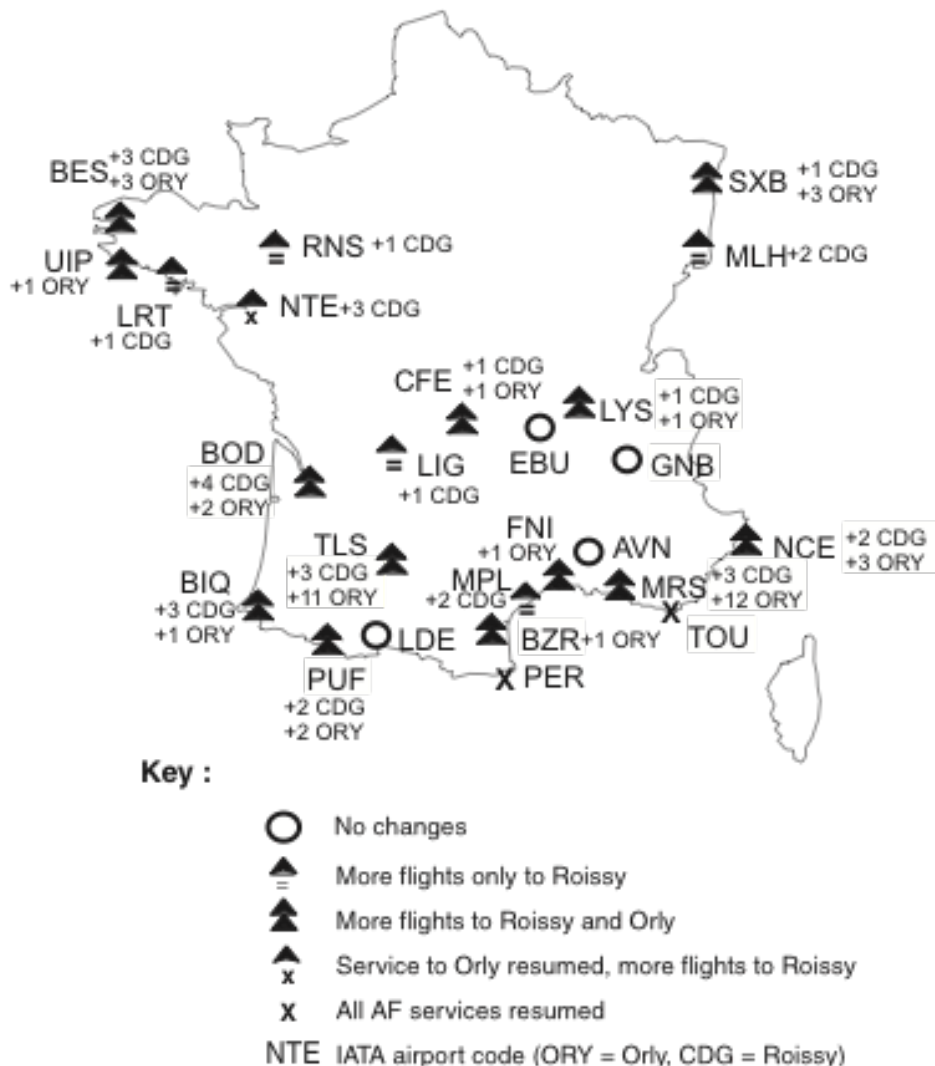 BES +3 CDG
+3 ORY
SXB +1 CDG
+3 ORY
RNS +1 CDG
MLH +2 CDG
UIP
+1 ORY
LRT
+1 CDG
NTE +3 CDG
CFE +1 CDG
+1 ORY
LYS +1 CDG
+1 ORY
BOD
+4 CDG
+2 ORY
LIG
+1 CDG
EBU
GNB
FNI
+1 ORY
AVN
NCE +2 CDG
+3 ORY
TLS
+3 CDG
+11 ORY
MPL
+2 CDG
MRS +3 CDG
+12 ORY
BIQ
+3 CDG
+1 ORY
LDE
BZR +1 ORY
TOU
PUF
+2 CDG
+2 ORY
X PER
X
Key :
No changes
= More flights only to Roissy
More flights to Roissy and Orly
x Service to Orly resumed, more flights to Roissy
x All AF services resumed
NTE IATA airport code (ORY = Orly, CDG = Roissy)